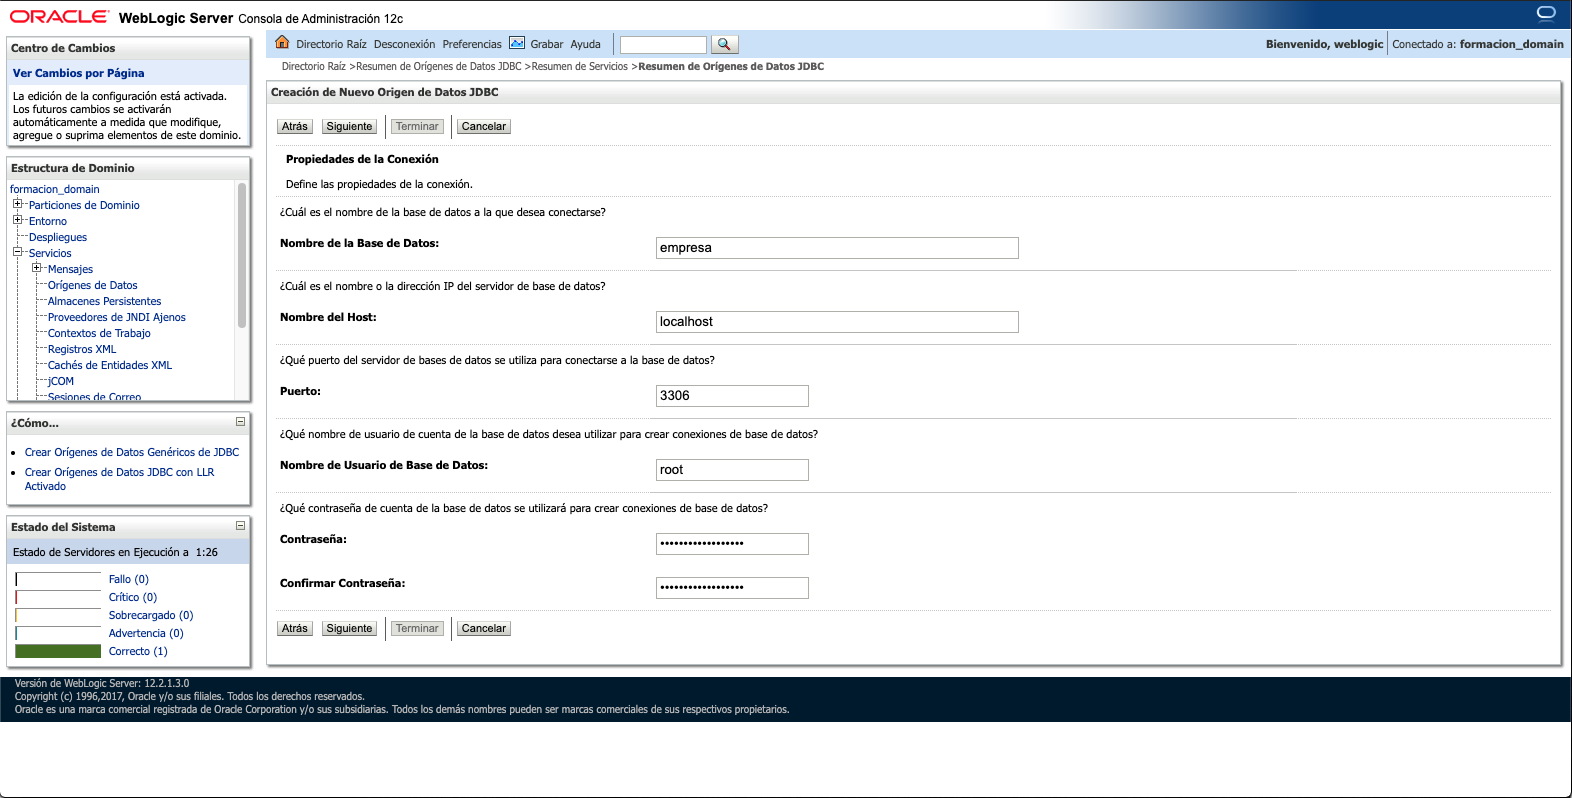 ORACLE WebLogic Server Consola de Administración 12c
Centro de Cambios
Ver Cambios por Página
La edición de la configuración está activada.
Los futuros cambios se activarán
automáticamente a medida que modifique,
agregue o suprima elementos de este dominio.
Estructura de Dominio
formacion_domain
Particiones de Dominio
Entorno
Despliegues
Servicios
Mensajes
Orígenes de Datos
Almacenes Persistentes
Proveedores de JNDI Ajenos
Contextos de Trabajo
Registros XML
Cachés de Entidades XML
jCOM
Sesiones de Correo
¿Cómo...
Crear Orígenes de Datos Genéricos de JDBC
Crear Orígenes de Datos JDBC con LLR
Activado
Estado del Sistema
Estado de Servidores en Ejecución a 1:26
Fallo (0)
Crítico (0)
Sobrecargado (0)
Advertencia (0)
Correcto (1)
Directorio Raíz Desconexión Preferencias Grabar Ayuda
Bienvenido, weblogic Conectado a: formacion_domain
Directorio Raíz >Resumen de Orígenes de Datos JDBC >Resumen de Servicios >Resumen de Orígenes de Datos JDBC
Creación de Nuevo Origen de Datos JDBC
Atrás Siguiente Terminar Cancelar
Propiedades de la Conexión
Define las propiedades de la conexión.
¿Cuál es el nombre de la base de datos a la que desea conectarse?
Nombre de la Base de Datos: empresa
¿Cuál es el nombre o la dirección IP del servidor de base de datos?
Nombre del Host: localhost
¿Qué puerto del servidor de bases de datos se utiliza para conectarse a la base de datos?
Puerto: 3306
¿Qué nombre de usuario de cuenta de la base de datos desea utilizar para crear conexiones de base de datos?
Nombre de Usuario de Base de Datos: root
¿Qué contraseña de cuenta de la base de datos se utilizará para crear conexiones de base de datos?
Contraseña: ••••••••••••••••••
Confirmar Contraseña: ••••••••••••••••••
Atrás Siguiente Terminar Cancelar
Versión de WebLogic Server: 12.2.1.3.0
Copyright (c) 1996,2017, Oracle y/o sus filiales. Todos los derechos reservados.
Oracle es una marca comercial registrada de Oracle Corporation y/o sus subsidiarias. Todos los demás nombres pueden ser marcas comerciales de sus respectivos propietarios.